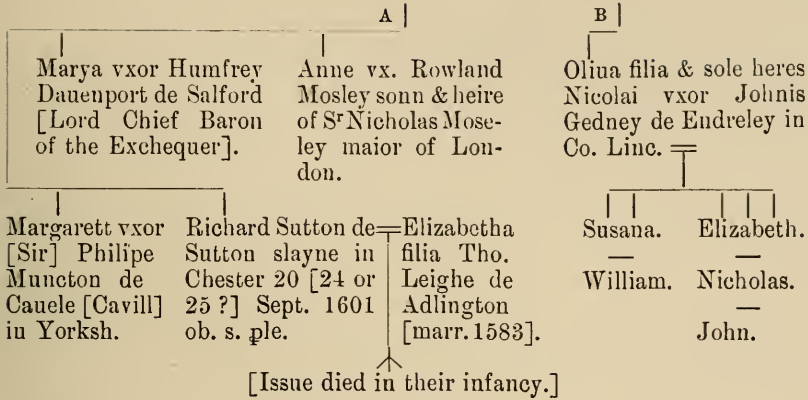 A B
Marya vxor Humfrey
Dauenport de Salford
[Lord Chief Baron
of the Exchequer].
Anne vx. Rowland
Mosley sonn & heire
of Sʳ Nicholas Mose-
ley maior of Lon-
don.
Oliua filia & sole heres
Nicolai vxor Johnis
Gedney de Endreley in
Co. Linc.
Margarett vxor
[Sir] Philipe
Muncton de
Cauele [Cavill]
in Yorksh.
Richard Sutton de
Sutton slayne in
Chester 20 [24 or
25 ?] Sept. 1601
ob. s. ꝑle.
Elizabetha
filia Tho.
Leighe de
Adlington
[marr. 1583].
Susana.
William.
Elizabeth.
Nicholas.
John.
[Issue died in their infancy.]